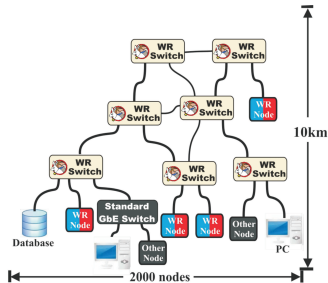 WR
Switch
WR
Switch
WR
Node
WR
Switch
WR
Switch
10km
WR
Switch
WR
Switch
WR
Switch
Database
WR
Node
Standard
GbE Switch
Other
Node
WR
Node
WR
Node
Other
Node
PC
2000 nodes